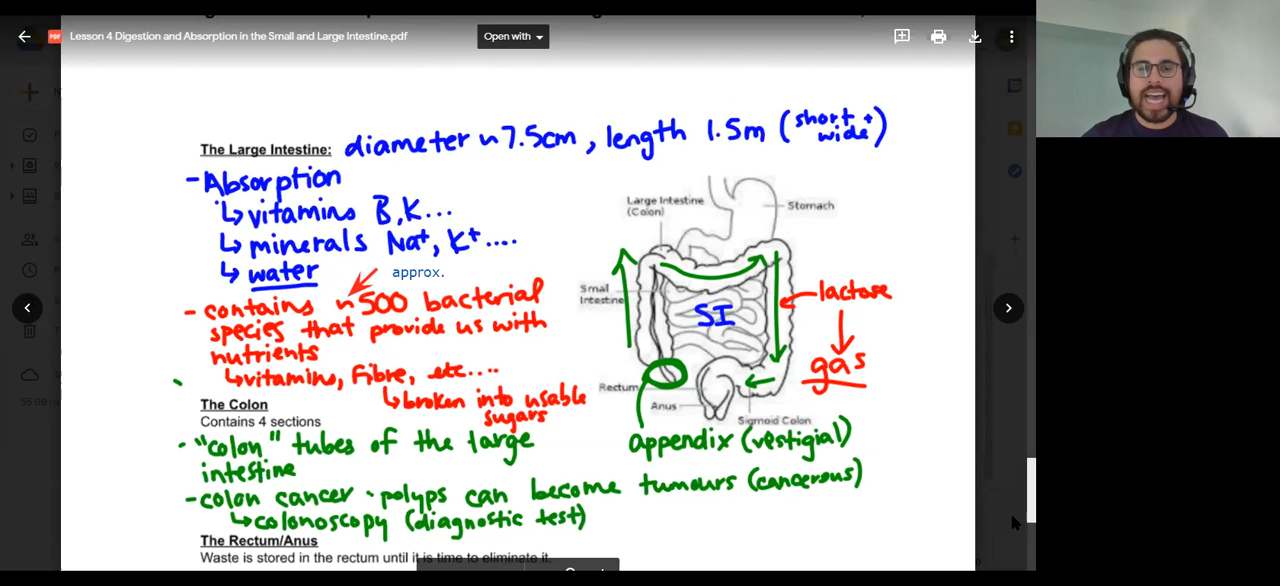 Lesson 4 Digestion and Absorption in the Small and Large Intestine.pdf
Open with
The Large Intestine: diameter ~7.5cm, length 1.5m (short + wide)
- Absorption
↳ vitamins B, K...
↳ minerals Na+, K+....
↳ water
approx.
- contains ~500 bacterial
species that provide us with
nutrients
↳ vitamins, Fibre, etc....
↳ broken into usable
sugars
The Colon
Contains 4 sections
- "colon" tubes of the large
intestine
- colon cancer · polyps can become tumours (cancerous)
↳ colonoscopy (diagnostic test)
The Rectum/Anus
Waste is stored in the rectum until it is time to eliminate it.
Large Intestine
(Colon)
Stomach
Small
Intestine
SI
lactose
gas
Rectum
Anus
Sigmoid Colon
appendix (vestigial)